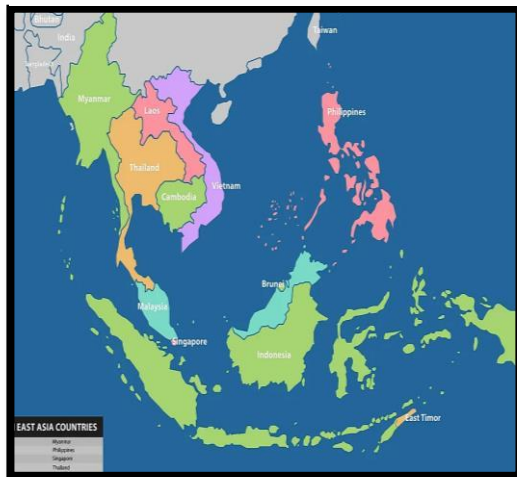 Bhutan
India
Bangladesh
Taiwan
Myanmar
Laos
Philippines
Thailand
Vietnam
Cambodia
Brunei
Malaysia
Singapore
Indonesia
East Timor
EAST ASIA COUNTRIES
Myanmar
Philippines
Singapore
Thailand